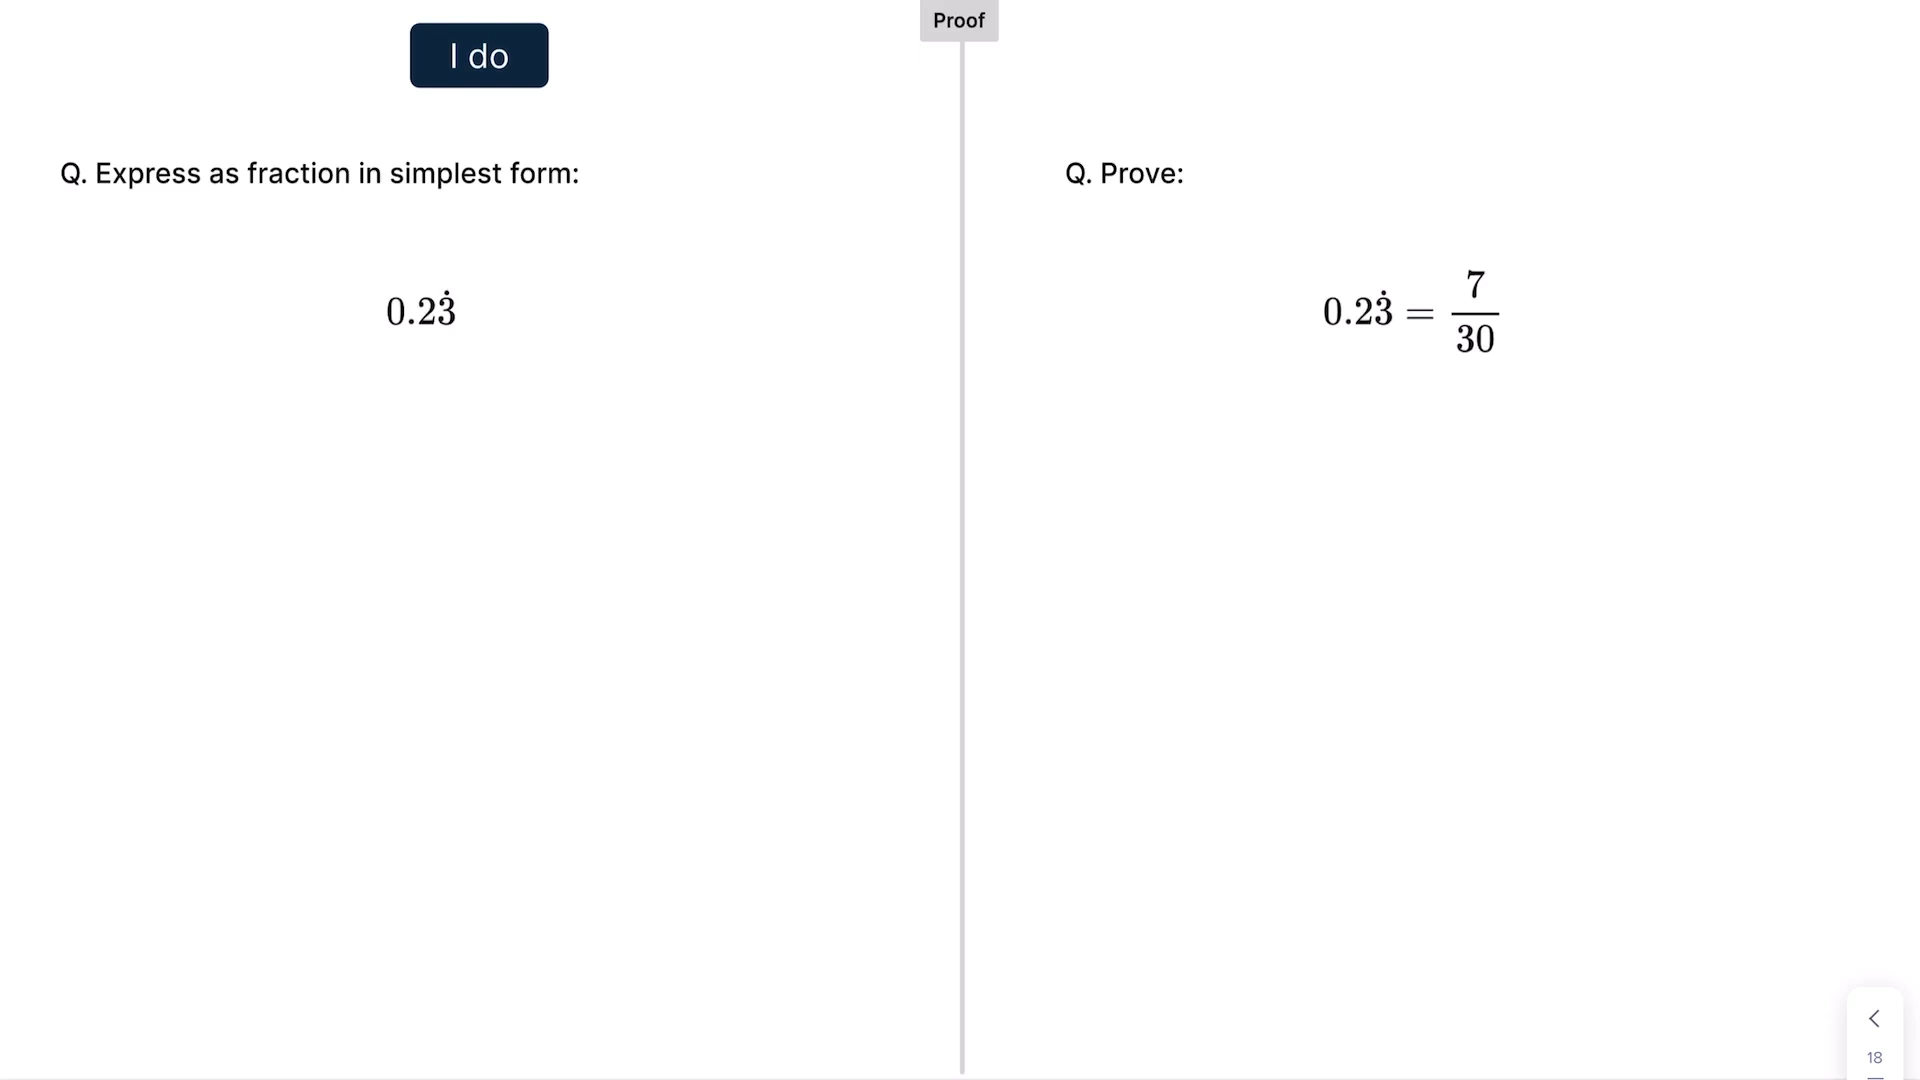 Proof
I do
Q. Express as fraction in simplest form:
0.23̇
Q. Prove:
0.23̇ = 7/30
18